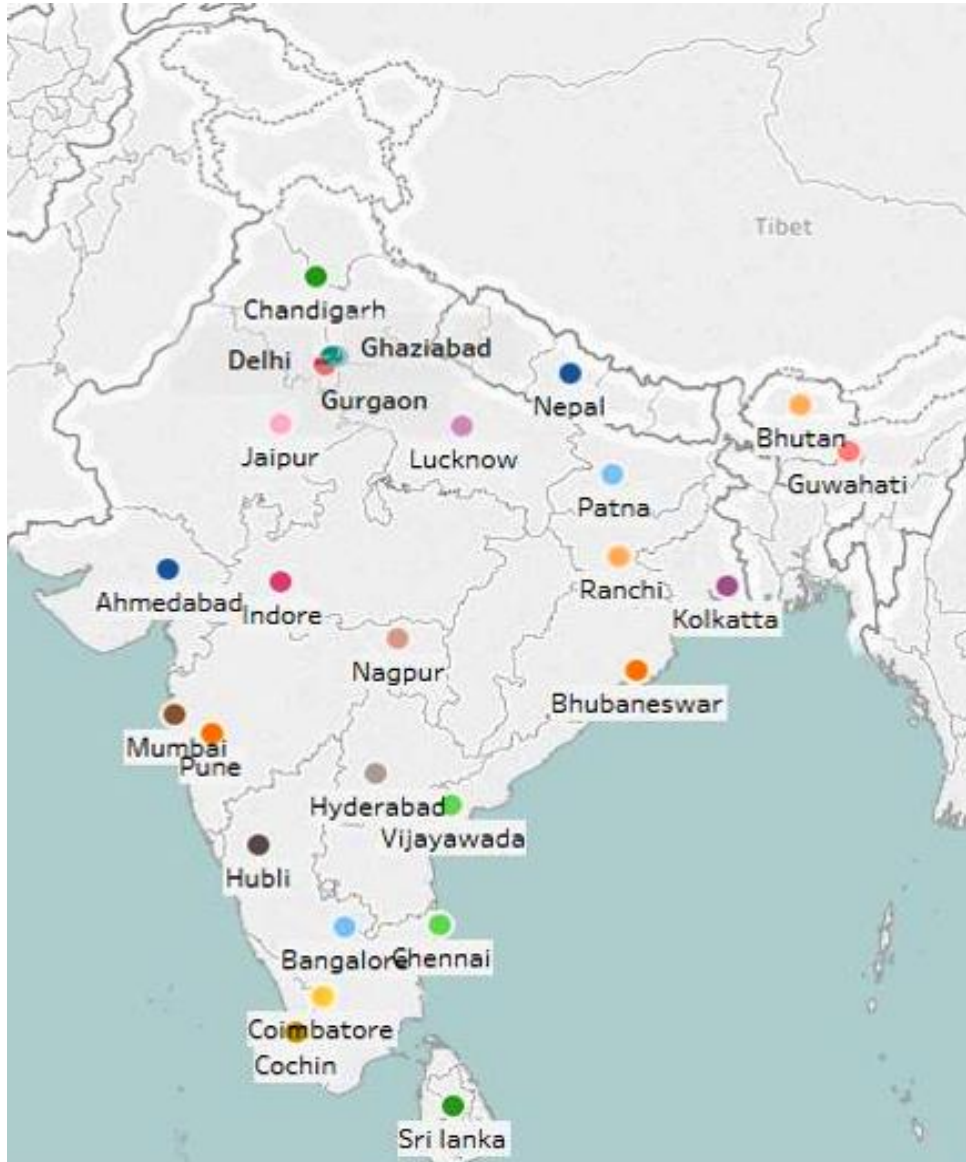 Tibet
Chandigarh
Delhi
Ghaziabad
Gurgaon
Nepal
Bhutan
Jaipur
Lucknow
Guwahati
Patna
Ranchi
Ahmedabad
Indore
Kolkatta
Nagpur
Bhubaneswar
Mumbai
Pune
Hyderabad
Vijayawada
Hubli
Bangalore
Chennai
Coimbatore
Cochin
Sri lanka